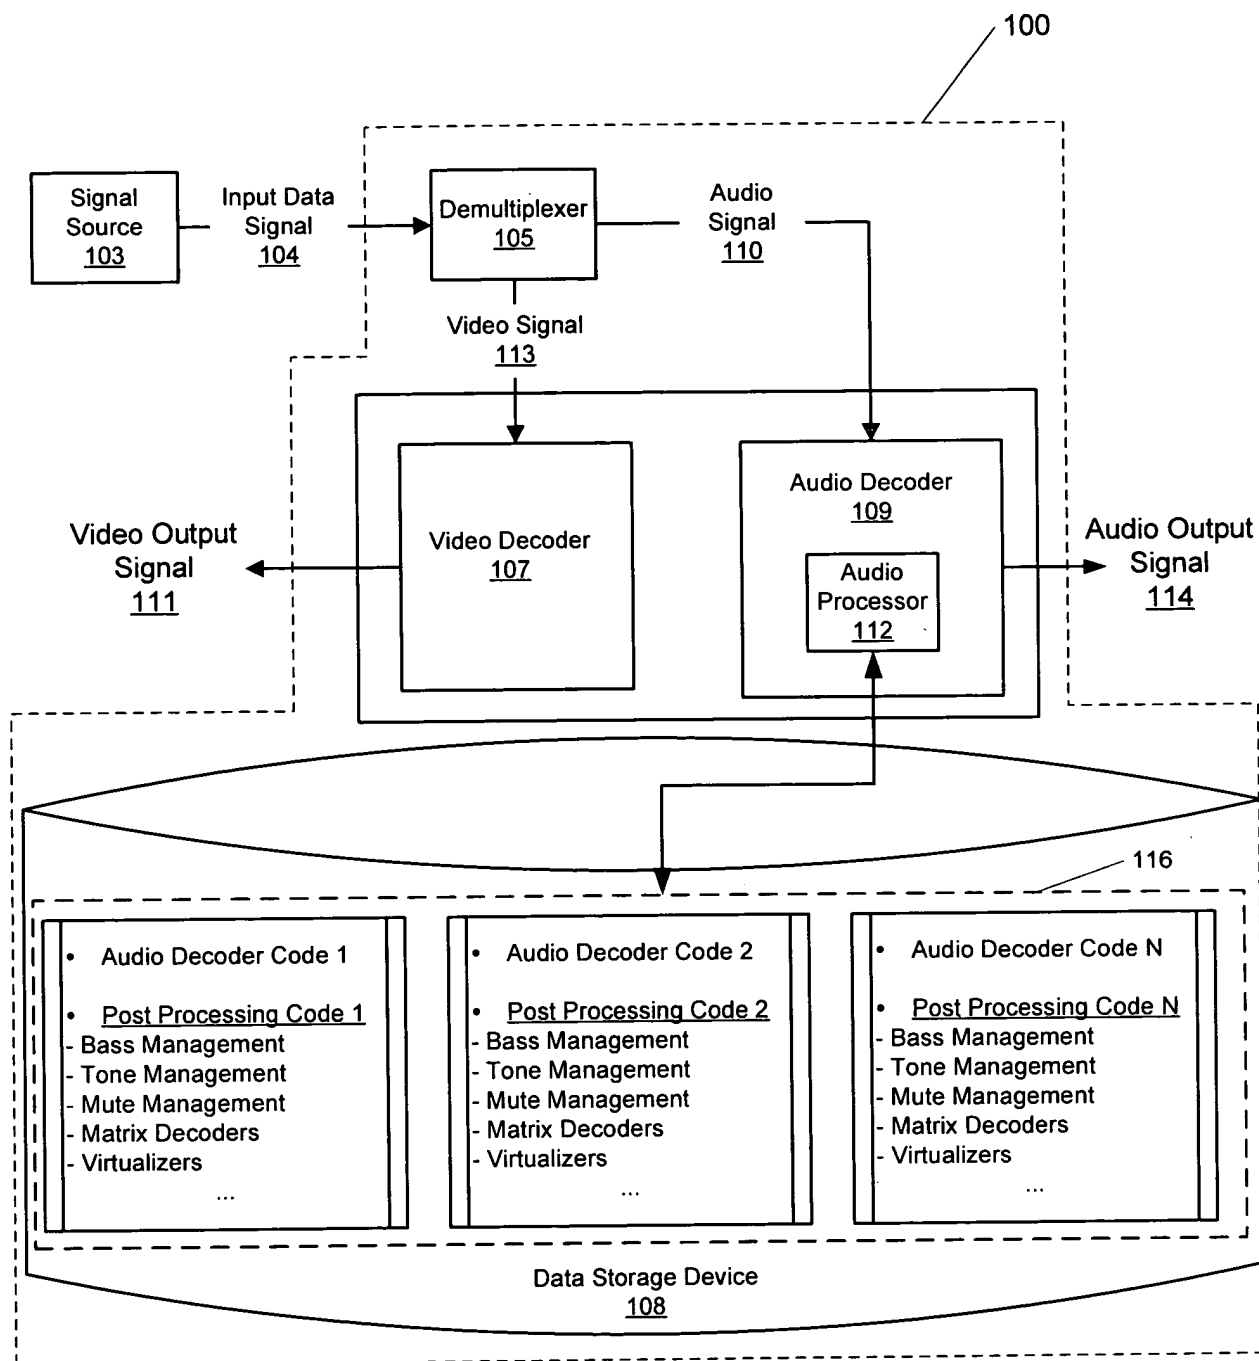 100
Signal
Source
103
Input Data
Signal
104
Demultiplexer
105
Audio
Signal
110
Video Signal
113
Audio Decoder
109
Video Decoder
107
Audio
Processor
112
Video Output
Signal
111
Audio Output
Signal
114
116
• Audio Decoder Code 1
• Post Processing Code 1
- Bass Management
- Tone Management
- Mute Management
- Matrix Decoders
- Virtualizers
...
• Audio Decoder Code 2
• Post Processing Code 2
- Bass Management
- Tone Management
- Mute Management
- Matrix Decoders
- Virtualizers
...
• Audio Decoder Code N
• Post Processing Code N
- Bass Management
- Tone Management
- Mute Management
- Matrix Decoders
- Virtualizers
...
Data Storage Device
108